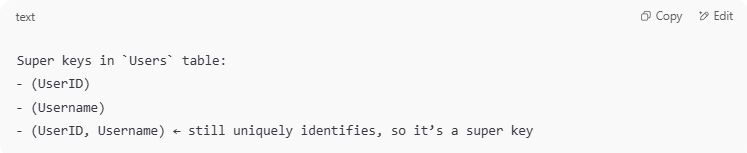 text Copy Edit
Super keys in `Users` table:
- (UserID)
- (Username)
- (UserID, Username) ← still uniquely identifies, so it’s a super key